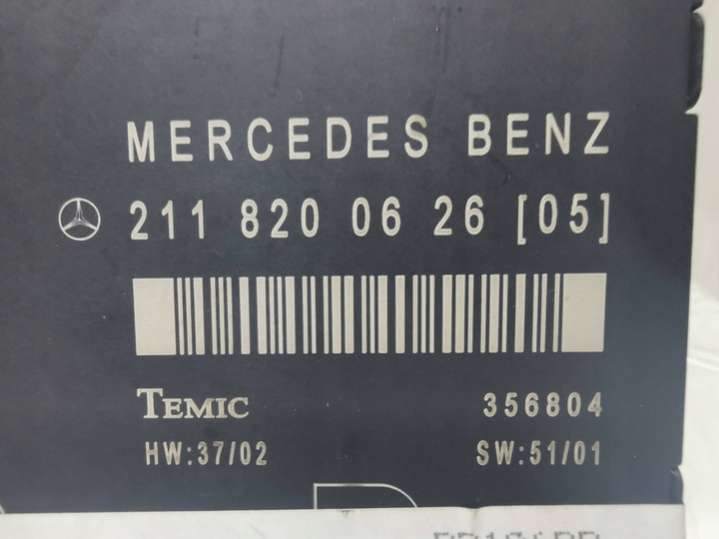 MERCEDES BENZ
211 820 06 26 [05]
TEMIC 356804
HW:37/02 SW:51/01